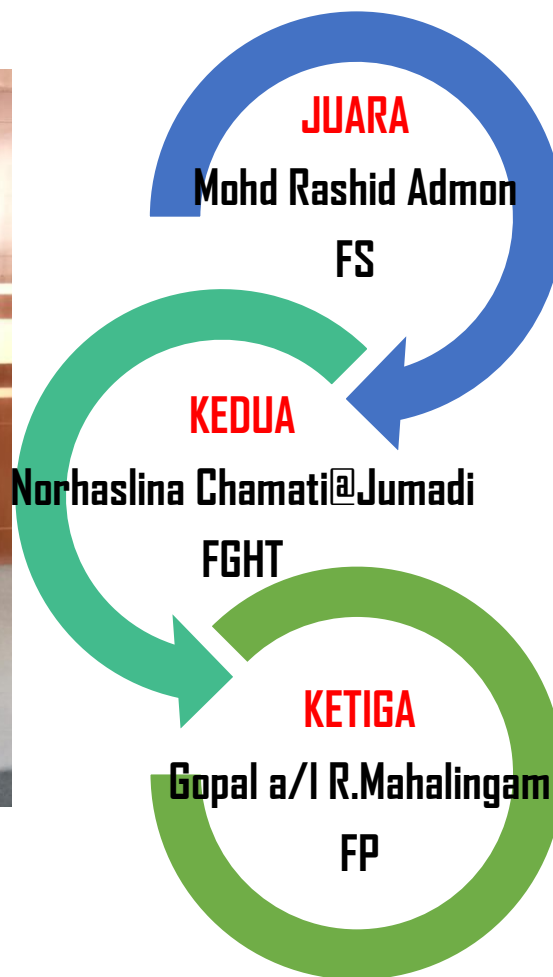 JUARA
Mohd Rashid Admon
FS
KEDUA
Norhaslina Chamati@Jumadi
FGHT
KETIGA
Gopal a/l R.Mahalingam
FP